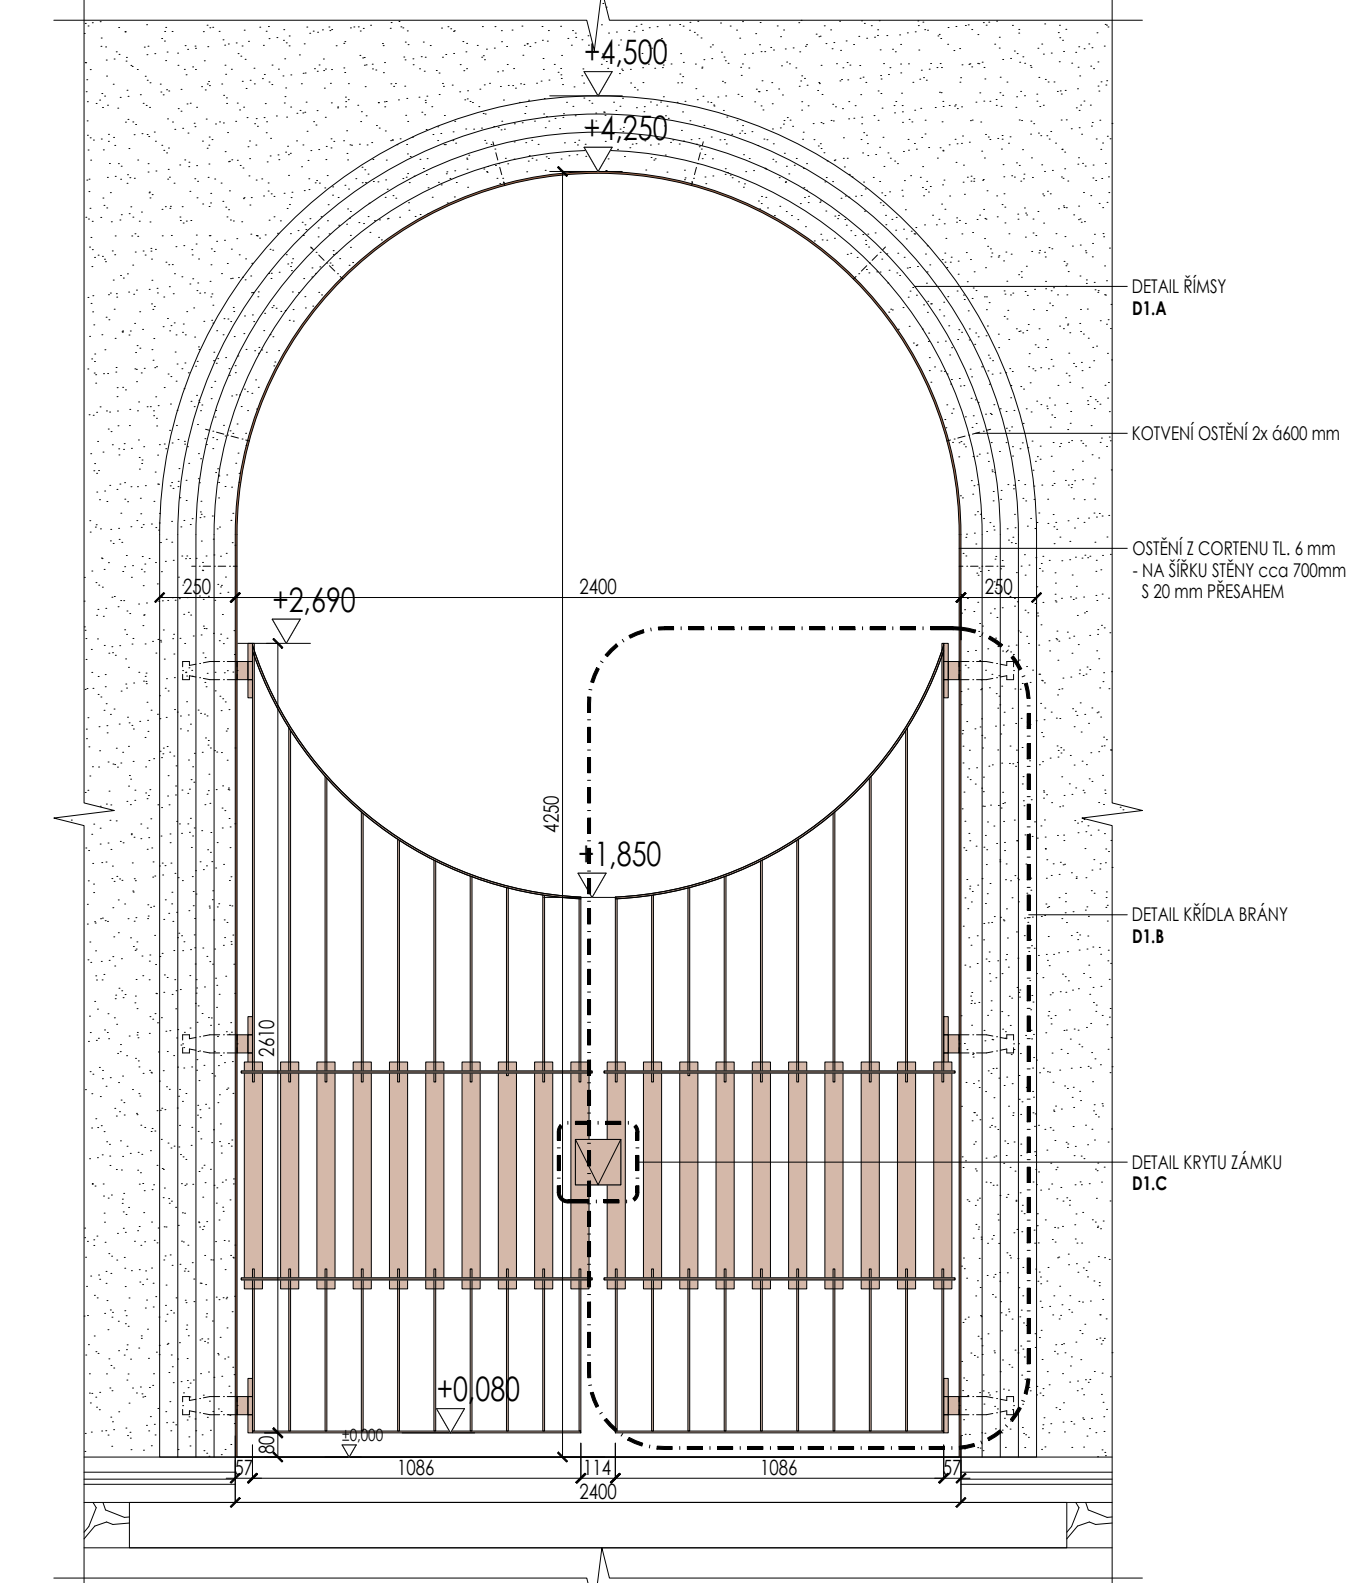 +4,500
+4,250
DETAIL ŘÍMSY
D1.A
KOTVENÍ OSTĚNÍ 2x á600 mm
OSTĚNÍ Z CORTENU TL. 6 mm
- NA ŠÍŘKU STĚNY cca 700mm
S 20 mm PŘESAHEM
250
2400
250
+2,690
4250
+1,850
DETAIL KŘÍDLA BRÁNY
D1.B
2610
DETAIL KRYTU ZÁMKU
D1.C
+0,080
80
±0,000
57
1086
114
1086
57
2400